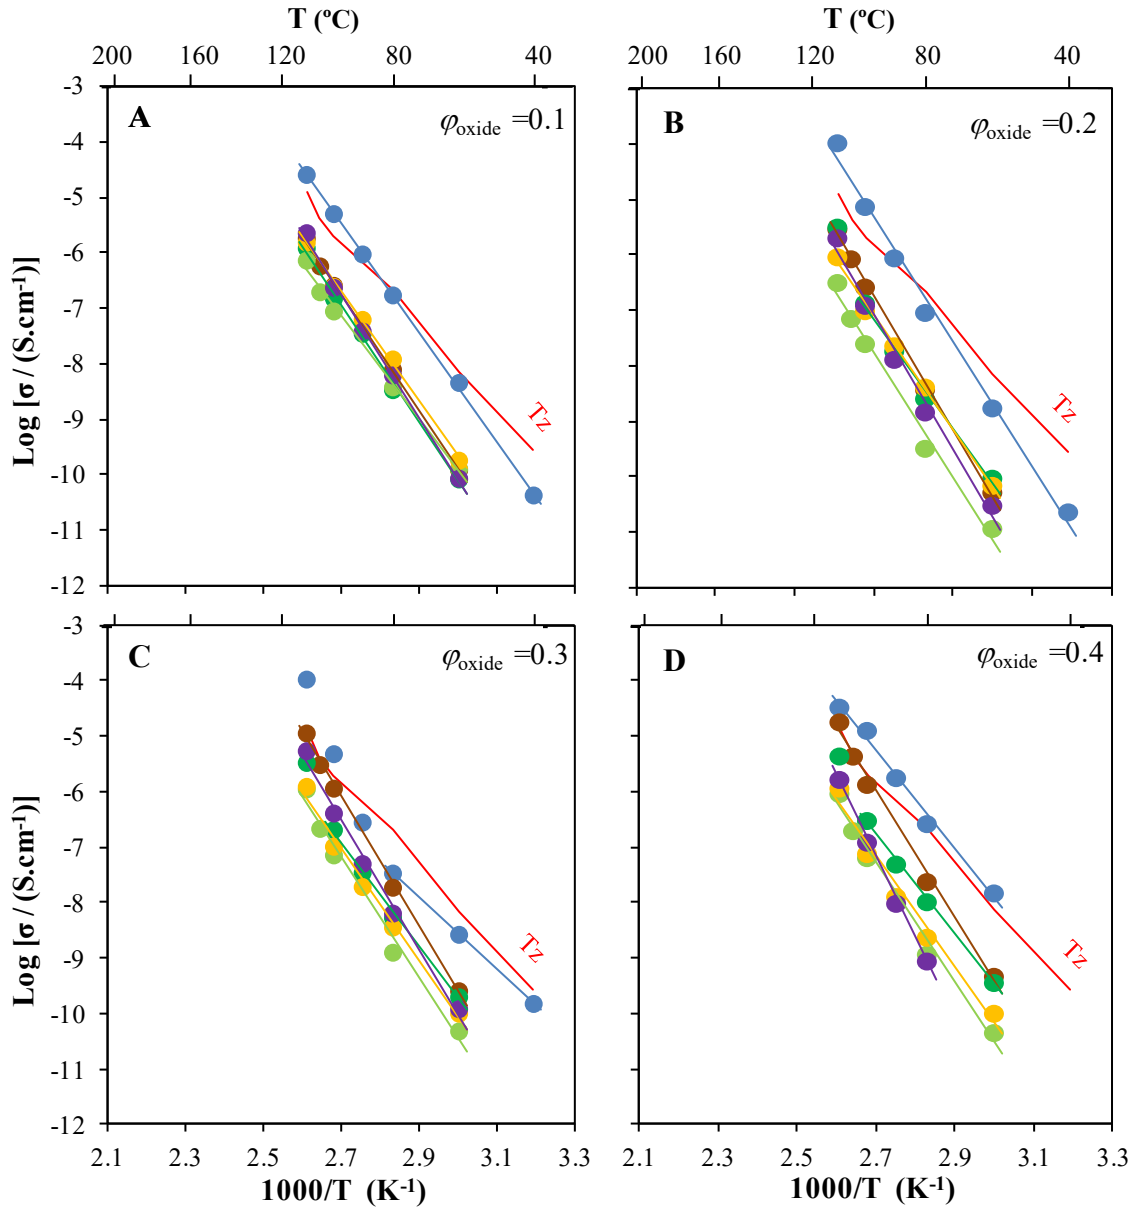 T (ºC)
T (ºC)
200 160 120 80 40
200 160 120 80 40
Log [σ / (S.cm⁻¹)]
-3
-4
-5
-6
-7
-8
-9
-10
-11
-12
A
φoxide =0.1
Tz
B
φoxide =0.2
Tz
Log [σ / (S.cm⁻¹)]
-3
-4
-5
-6
-7
-8
-9
-10
-11
-12
C
φoxide =0.3
Tz
D
φoxide =0.4
Tz
2.1 2.3 2.5 2.7 2.9 3.1 3.3
2.1 2.3 2.5 2.7 2.9 3.1 3.3
1000/T (K⁻¹)
1000/T (K⁻¹)